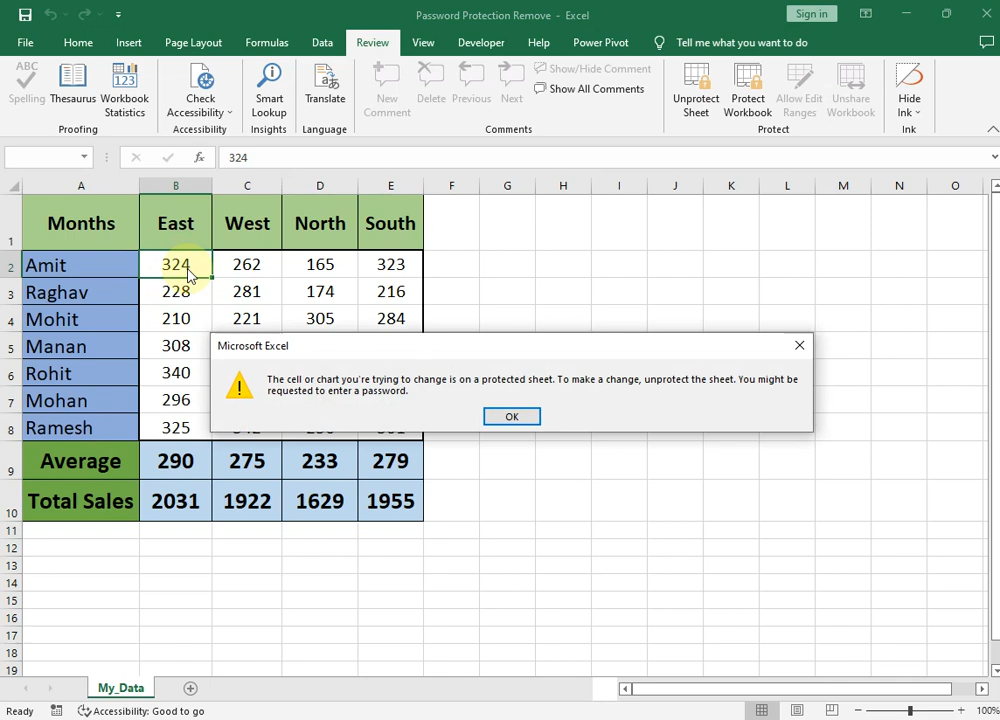 Password Protection Remove - Excel
Sign in
File Home Insert Page Layout Formulas Data Review View Developer Help Power Pivot Tell me what you want to do
ABC
Spelling
Thesaurus
123
Workbook
Statistics
Proofing
Check
Accessibility
Accessibility
Smart
Lookup
Insights
Translate
Language
New
Comment
Delete
Previous
Next
Show/Hide Comment
Show All Comments
Comments
Unprotect
Sheet
Protect
Workbook
Allow Edit
Ranges
Unshare
Workbook
Protect
Hide
Ink
Ink
fx 324
A B C D E F G H I J K L M N O
1 Months East West North South
2 Amit 324 262 165 323
3 Raghav 228 281 174 216
4 Mohit 210 221 305 284
5 Manan 308
6 Rohit 340
7 Mohan 296
8 Ramesh 325
9 Average 290 275 233 279
10 Total Sales 2031 1922 1629 1955
11
12
13
14
15
16
17
18
19
Microsoft Excel
The cell or chart you're trying to change is on a protected sheet. To make a change, unprotect the sheet. You might be
requested to enter a password.
OK
My_Data
Ready Accessibility: Good to go 100%